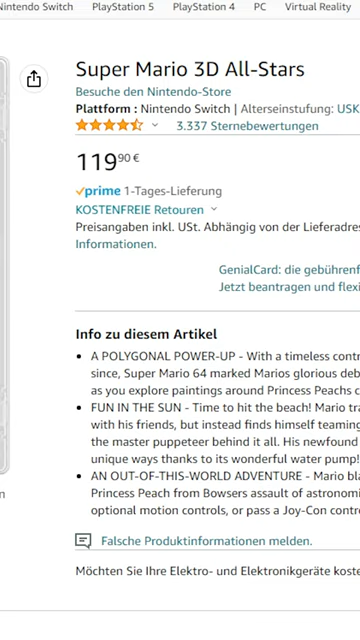 Nintendo Switch PlayStation 5 PlayStation 4 PC Virtual Reality
Super Mario 3D All-Stars
Besuche den Nintendo-Store
Plattform : Nintendo Switch | Alterseinstufung: USK
3.337 Sternebewertungen
119⁹⁰ €
prime 1-Tages-Lieferung
KOSTENFREIE Retouren
Preisangaben inkl. USt. Abhängig von der Lieferadres
Informationen.
GenialCard: die gebührenf
Jetzt beantragen und flexi
Info zu diesem Artikel
• A POLYGONAL POWER-UP - With a timeless contr
since, Super Mario 64 marked Marios glorious deb
as you explore paintings around Princess Peachs c
• FUN IN THE SUN - Time to hit the beach! Mario tra
with his friends, but instead finds himself teaming
the master puppeteer behind it all. His newfound
unique ways thanks to its wonderful water pump!
• AN OUT-OF-THIS-WORLD ADVENTURE - Mario bla
Princess Peach from Bowsers assault of astronomi
n
optional motion controls, or pass a Joy-Con contr
Falsche Produktinformationen melden.
Möchten Sie Ihre Elektro- und Elektronikgeräte koste